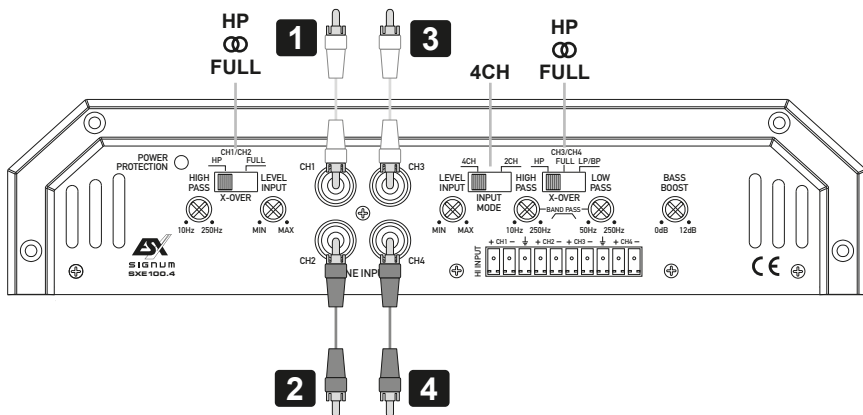 HP
FULL
1
3
4CH
HP
FULL
POWER
PROTECTION
CH1/CH2
HP
FULL
X-OVER
HIGH
PASS
10Hz 250Hz
LEVEL
INPUT
MIN MAX
CH1
CH3
CH2
CH4
NE INPU
LEVEL
INPUT
MIN MAX
4CH
2CH
INPUT
MODE
HIGH
PASS
10Hz 250Hz
CH3/CH4
HP
FULL
LP/BP
X-OVER
BAND PASS
LOW
PASS
50Hz 250Hz
BASS
BOOST
0dB 12dB
HI INPUT
+ CH1 − + CH2 − + CH3 − + CH4 −
ESX
SIGNUM
SXE100.4
CE
2
4